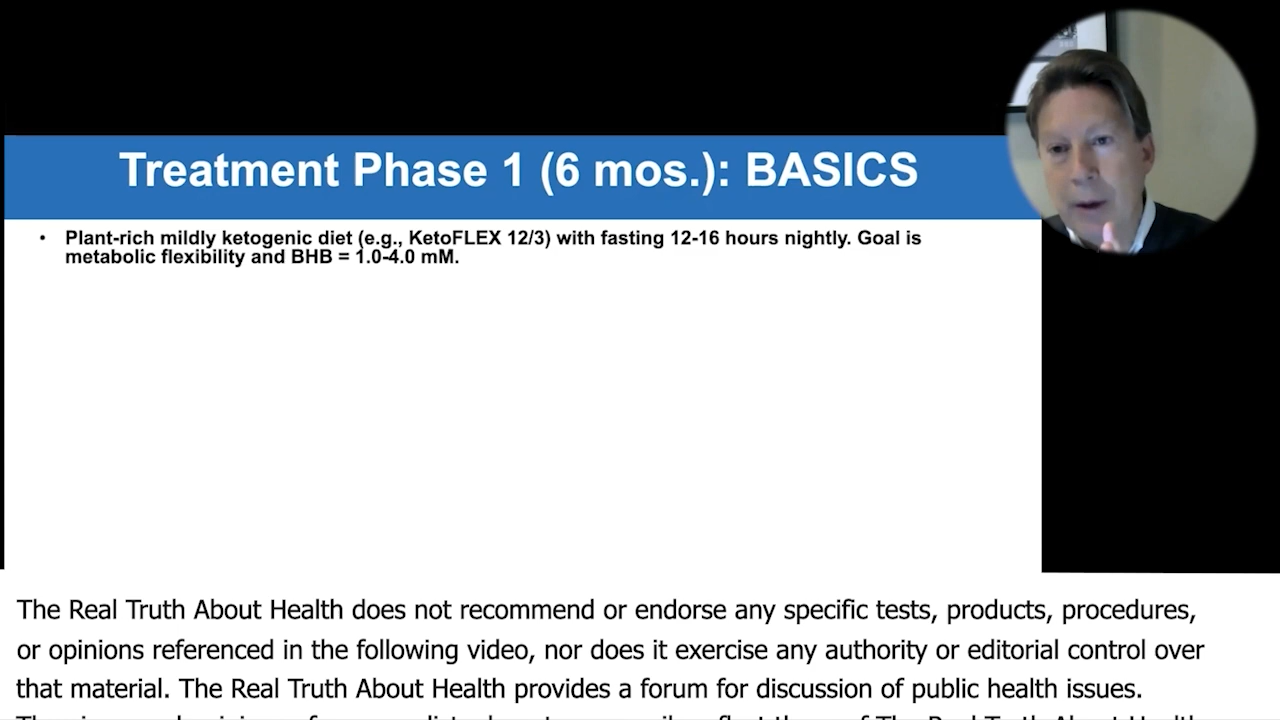 Treatment Phase 1 (6 mos.): BASICS
• Plant-rich mildly ketogenic diet (e.g., KetoFLEX 12/3) with fasting 12-16 hours nightly. Goal is
metabolic flexibility and BHB = 1.0-4.0 mM.
The Real Truth About Health does not recommend or endorse any specific tests, products, procedures,
or opinions referenced in the following video, nor does it exercise any authority or editorial control over
that material. The Real Truth About Health provides a forum for discussion of public health issues.